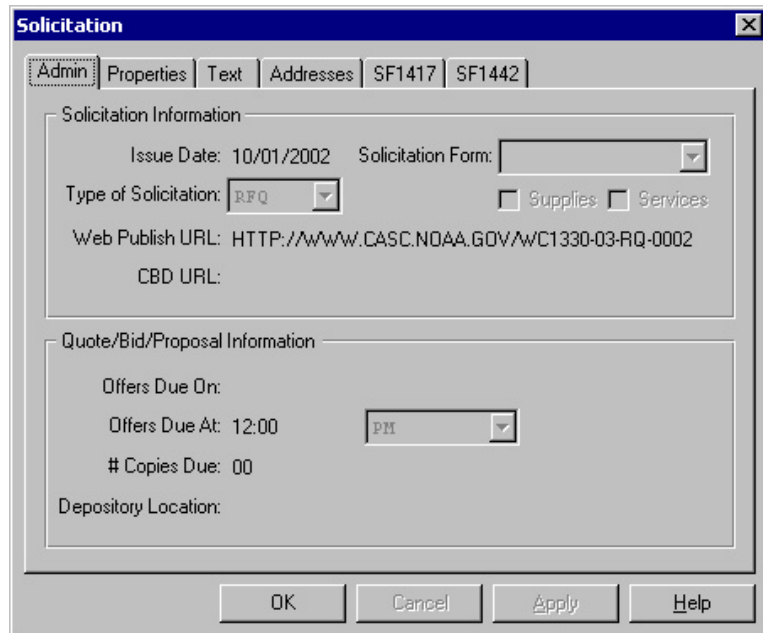 Solicitation
Admin Properties Text Addresses SF1417 SF1442
Solicitation Information
Issue Date: 10/01/2002 Solicitation Form:
Type of Solicitation: RFQ Supplies Services
Web Publish URL: HTTP://WWW.CASC.NOAA.GOV/WC1330-03-RQ-0002
CBD URL:
Quote/Bid/Proposal Information
Offers Due On:
Offers Due At: 12:00 PM
# Copies Due: 00
Depository Location:
OK Cancel Apply Help